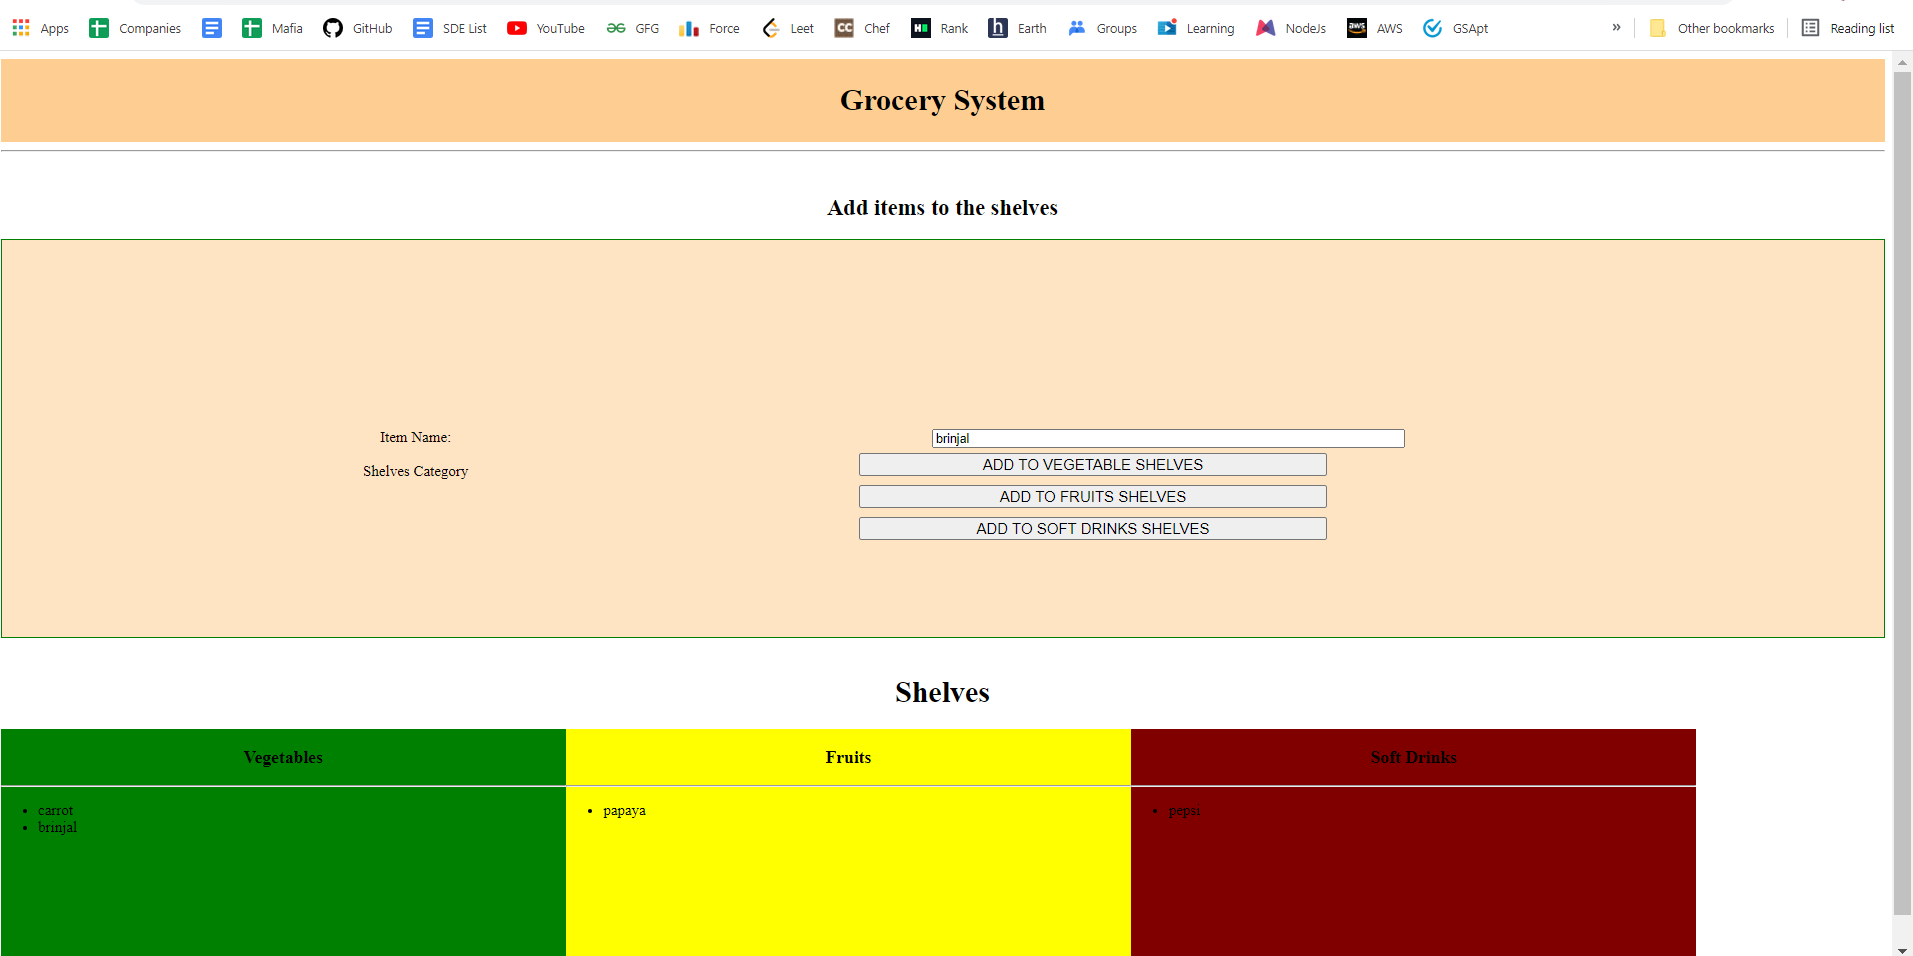 Apps Companies Mafia GitHub SDE List YouTube GFG Force Leet CC Chef H Rank h Earth Groups Learning NodeJs aws AWS GSApt » Other bookmarks Reading list
Grocery System
Add items to the shelves
Item Name: brinjal
Shelves Category
ADD TO VEGETABLE SHELVES
ADD TO FRUITS SHELVES
ADD TO SOFT DRINKS SHELVES
Shelves
Vegetables Fruits Soft Drinks
• carrot • papaya • pepsi
• brinjal